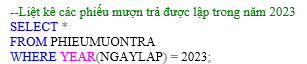 --Liệt kê các phiếu mượn trả được lập trong năm 2023
SELECT *
FROM PHIEUMUONTRA
WHERE YEAR(NGAYLAP) = 2023;